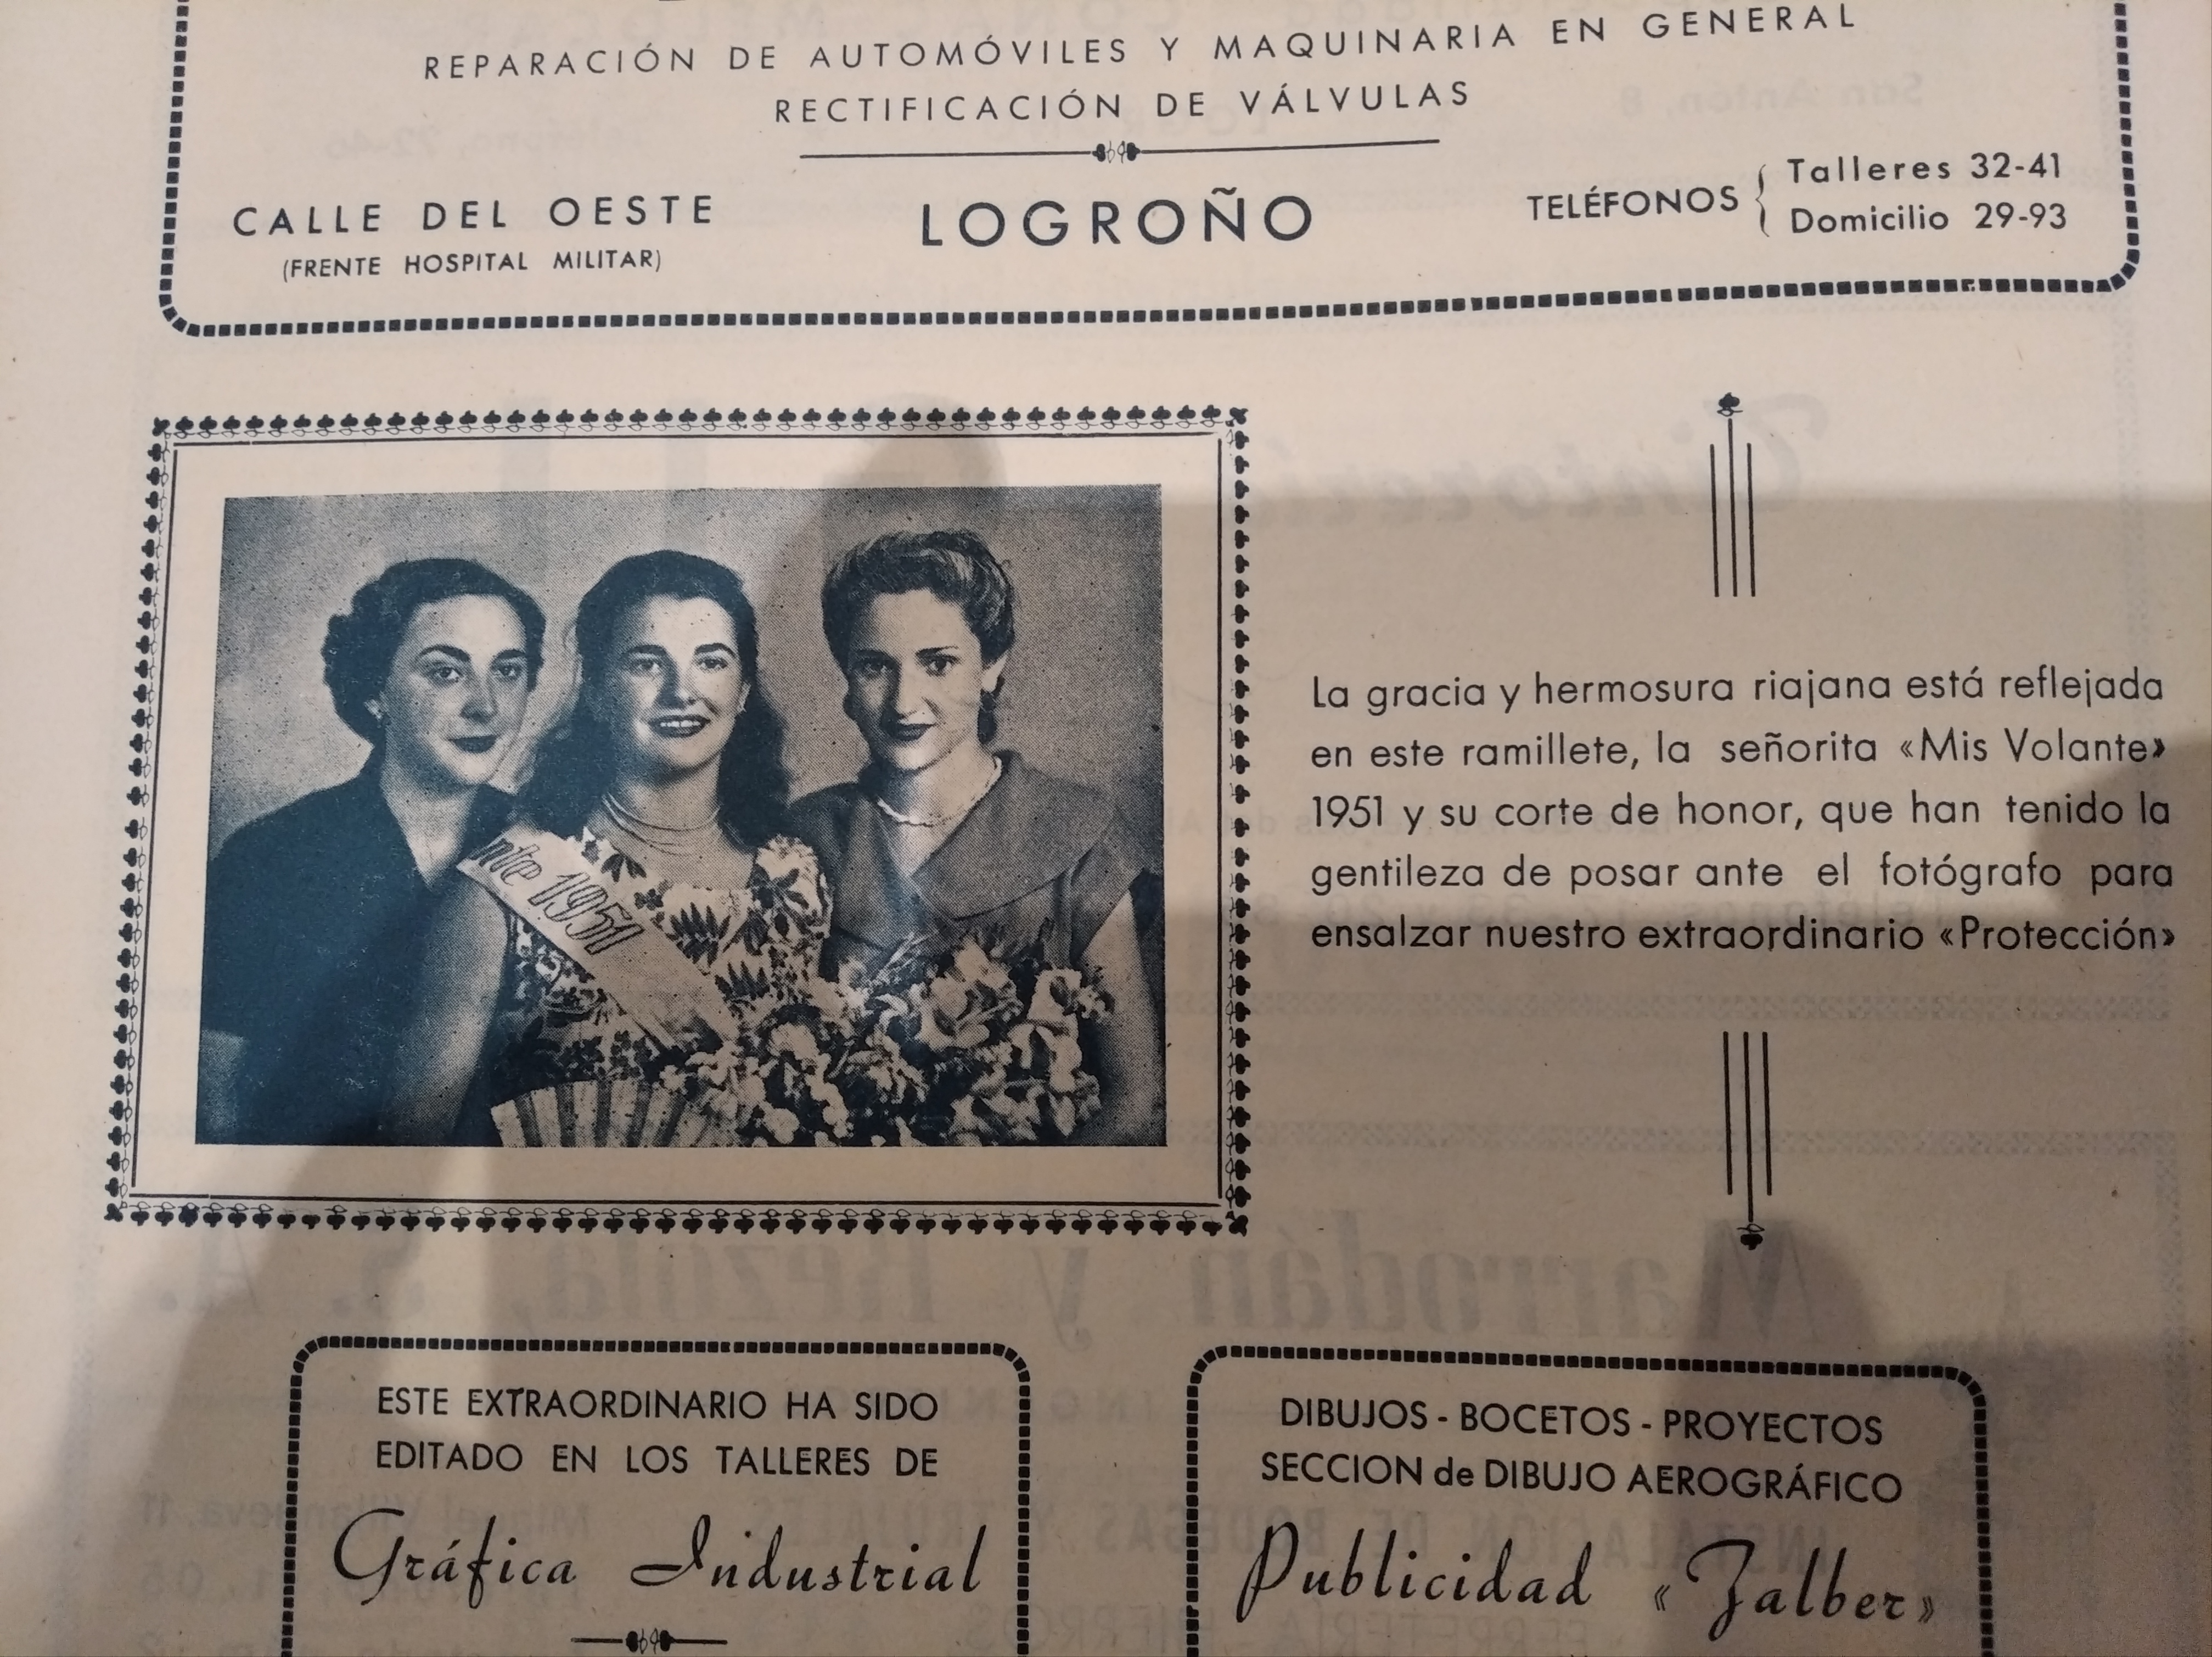 REPARACIÓN DE AUTOMÓVILES Y MAQUINARIA EN GENERAL
RECTIFICACIÓN DE VÁLVULAS
CALLE DEL OESTE
(FRENTE HOSPITAL MILITAR)
LOGROÑO
TELÉFONOS { Talleres 32-41
Domicilio 29-93
nte 1951
La gracia y hermosura riajana está reflejada
en este ramillete, la señorita «Mis Volante»
1951 y su corte de honor, que han tenido la
gentileza de posar ante el fotógrafo para
ensalzar nuestro extraordinario «Protección»
ESTE EXTRAORDINARIO HA SIDO
EDITADO EN LOS TALLERES DE
Gráfica Industrial
DIBUJOS - BOCETOS - PROYECTOS
SECCION de DIBUJO AEROGRÁFICO
Publicidad «Zalber»